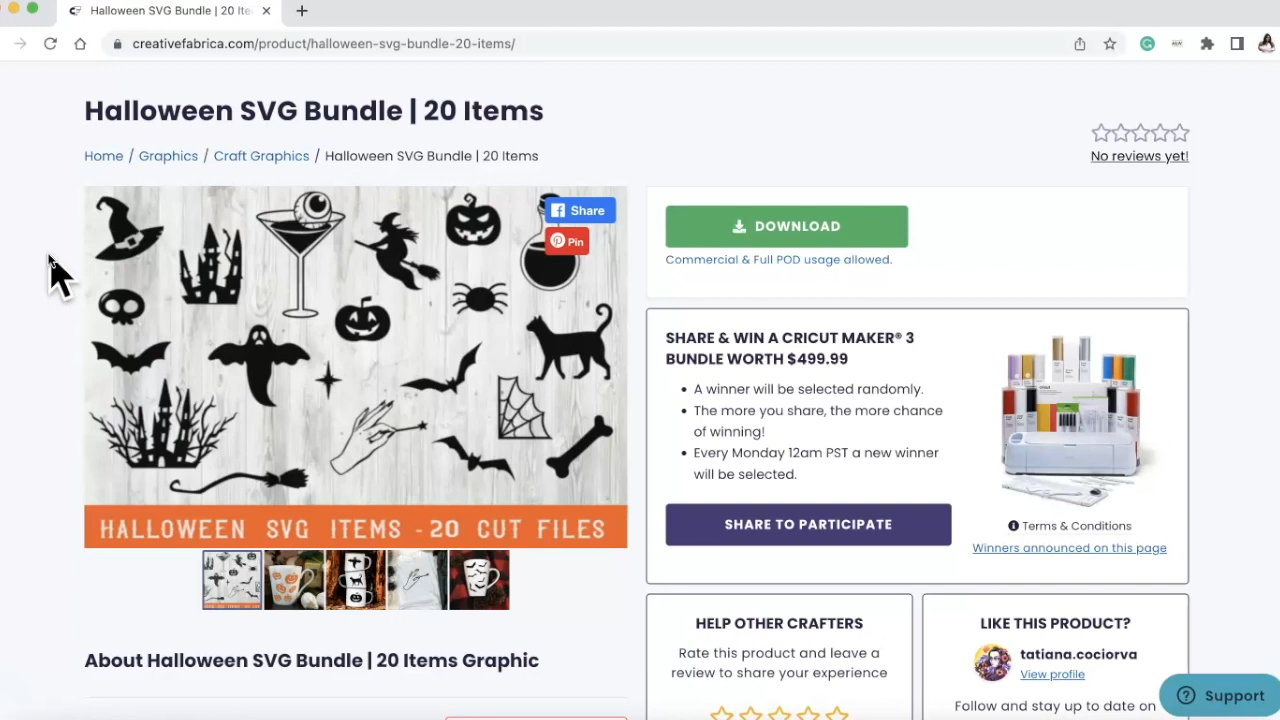 Halloween SVG Bundle | 20 Ite
creativefabrica.com/product/halloween-svg-bundle-20-items/
Halloween SVG Bundle | 20 Items
Home / Graphics / Craft Graphics / Halloween SVG Bundle | 20 Items
No reviews yet!
Share
Pin
HALLOWEEN SVG ITEMS - 20 CUT FILES
About Halloween SVG Bundle | 20 Items Graphic
DOWNLOAD
Commercial & Full POD usage allowed.
SHARE & WIN A CRICUT MAKER® 3
BUNDLE WORTH $499.99
• A winner will be selected randomly.
• The more you share, the more chance
of winning!
• Every Monday 12am PST a new winner
will be selected.
SHARE TO PARTICIPATE
Terms & Conditions
Winners announced on this page
HELP OTHER CRAFTERS
Rate this product and leave a
review to share your experience
LIKE THIS PRODUCT?
tatiana.cociorva
View profile
Follow and stay up to date on
Support